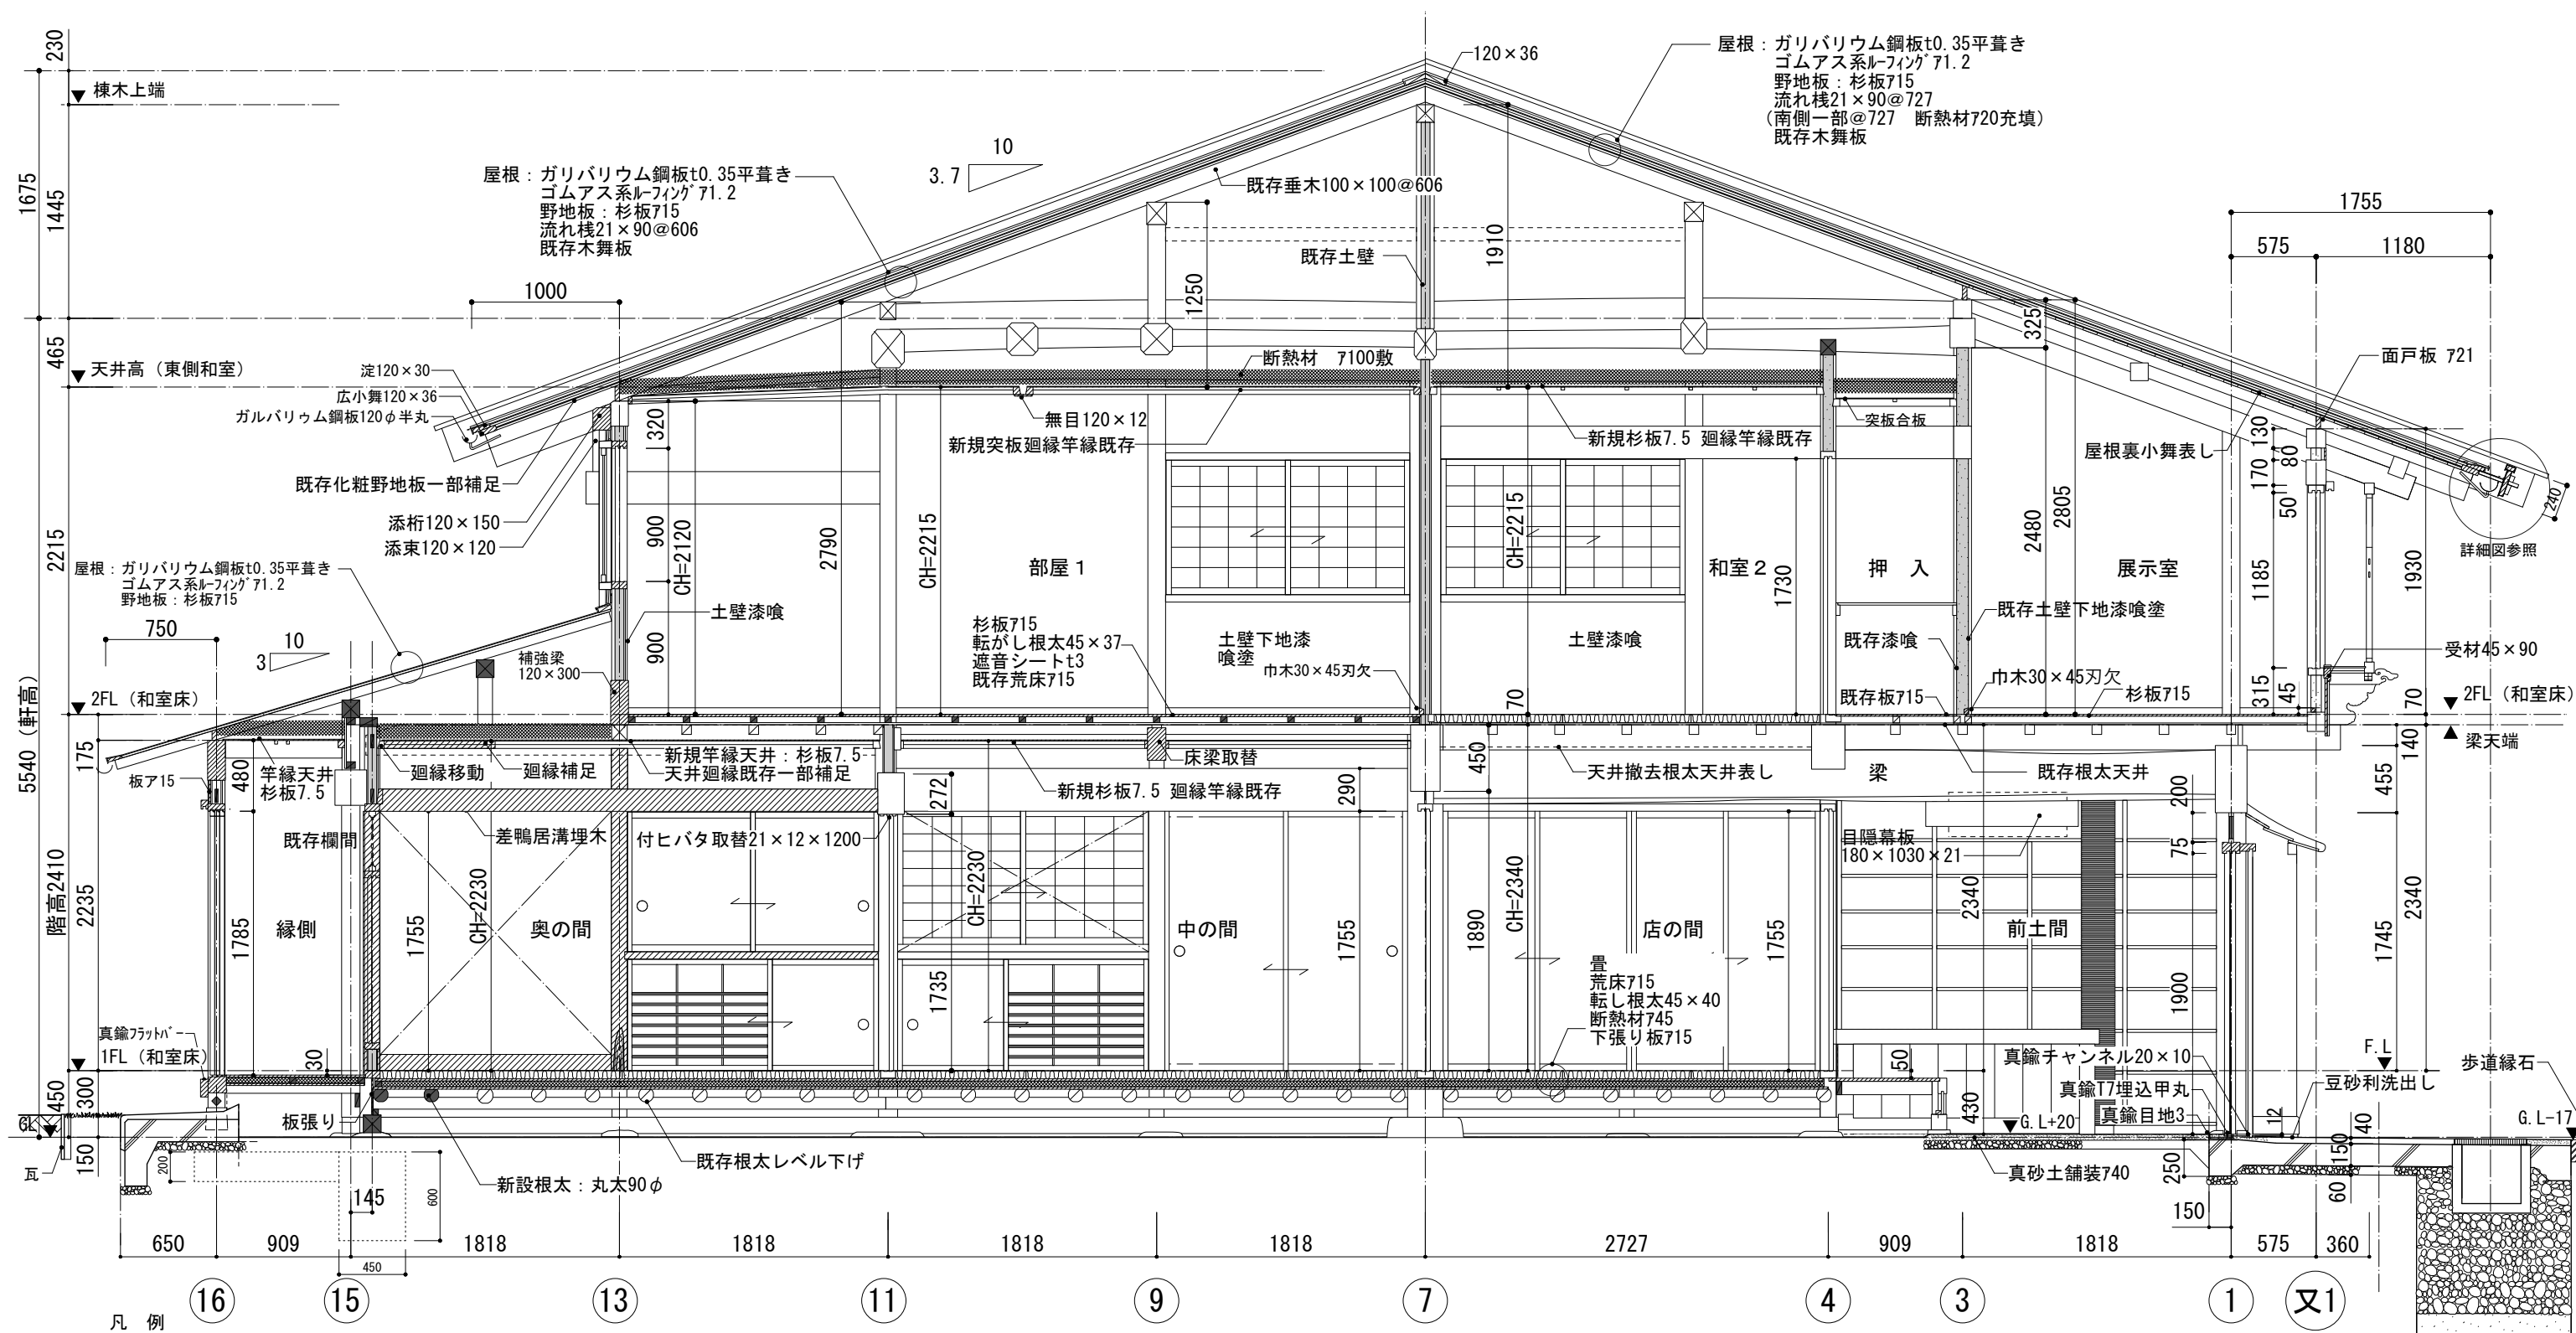 230
1675
1445
棟木上端
465
天井高（東側和室）
2215
5540（軒高）
2FL（和室床）
175
階高2410
2235
1FL（和室床）
450
300
GL
150
瓦
屋根：ガリバリウム鋼板t0.35平葺き
ゴムアス系ルーフィングｱ1.2
野地板：杉板ｱ15
流れ桟21×90@606
既存木舞板
10
3.7
120×36
屋根：ガリバリウム鋼板t0.35平葺き
ゴムアス系ルーフィングｱ1.2
野地板：杉板ｱ15
流れ桟21×90@727
（南側一部@727　断熱材ｱ20充填）
既存木舞板
既存垂木100×100@606
既存土壁
1910
1250
1000
1755
575
1180
淀120×30
広小舞120×36
ガルバリゥム鋼板120φ半丸
断熱材　ｱ100敷
無目120×12
新規突板廻縁竿縁既存
新規杉板7.5 廻縁竿縁既存
突板合板
325
面戸板 ｱ21
屋根裏小舞表し
既存化粧野地板一部補足
添桁120×150
添束120×120
320
900
900
CH=2120
2790
CH=2215
部屋１
CH=2215
和室２
1730
押　入
2480
2805
展示室
130
80
170
50
1185
315
45
1930
70
240
詳細図参照
屋根：ガリバリウム鋼板t0.35平葺き
ゴムアス系ルーフィングｱ1.2
野地板：杉板ｱ15
750
10
3
土壁漆喰
補強梁
120×300
杉板ｱ15
転がし根太45×37
遮音シートt3
既存荒床ｱ15
土壁下地漆
喰塗
巾木30×45刃欠
土壁漆喰
70
既存漆喰
既存土壁下地漆喰塗
既存板ｱ15
巾木30×45刃欠
杉板ｱ15
受材45×90
2FL（和室床）
梁天端
板ア15
480
竿縁天井
杉板7.5
廻縁移動
廻縁補足
新規竿縁天井：杉板7.5
天井廻縁既存一部補足
272
新規杉板7.5 廻縁竿縁既存
床梁取替
450
290
天井撤去根太天井表し
梁
既存根太天井
140
455
200
75
既存欄間
差鴨居溝埋木
付ヒバタ取替21×12×1200
目隠幕板
180×1030×21
1785
縁側
1755
CH=2230
奥の間
1735
CH=2230
中の間
1755
1890
CH=2340
店の間
1755
2340
前土間
1900
1745
2340
畳
荒床ｱ15
転し根太45×40
断熱材ｱ45
下張り板ｱ15
真鍮ﾌﾗｯﾄﾊﾞｰ
30
50
430
真鍮チャンネル20×10
真鍮T7埋込甲丸
真鍮目地3
F.L
豆砂利洗出し
歩道縁石
G.L+20
12
40
G.L-17
板張り
既存根太レベル下げ
新設根太：丸太90φ
真砂土舗装ｱ40
200
145
600
450
250
150
150
60
650
909
1818
1818
1818
1818
2727
909
1818
575
360
16
15
13
11
9
7
4
3
1
又1
凡　例